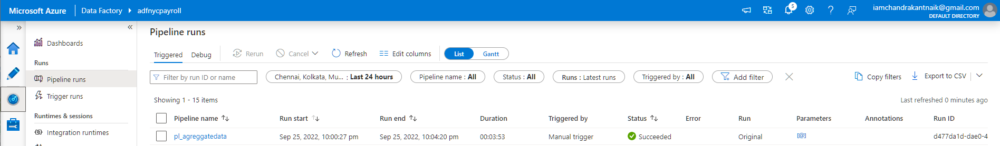 Microsoft Azure Data Factory adfnycpayroll 5 iamchandrakantnaik@gmail.com
DEFAULT DIRECTORY
Dashboards
Runs
Pipeline runs
Trigger runs
Runtimes & sessions
Integration runtimes
Pipeline runs
Triggered Debug Rerun Cancel Refresh Edit columns List Gantt
Filter by run ID or name Chennai, Kolkata, Mu... : Last 24 hours Pipeline name : All Status : All Runs : Latest runs Triggered by : All Add filter Copy filters Export to CSV
Showing 1 - 15 items Last refreshed 0 minutes ago
Pipeline name Run start Run end Duration Triggered by Status Error Run Parameters Annotations Run ID
pl_agreggatedata Sep 25, 2022, 10:00:27 pm Sep 25, 2022, 10:04:20 pm 00:03:53 Manual trigger Succeeded Original [@] d477da1d-dae0-4